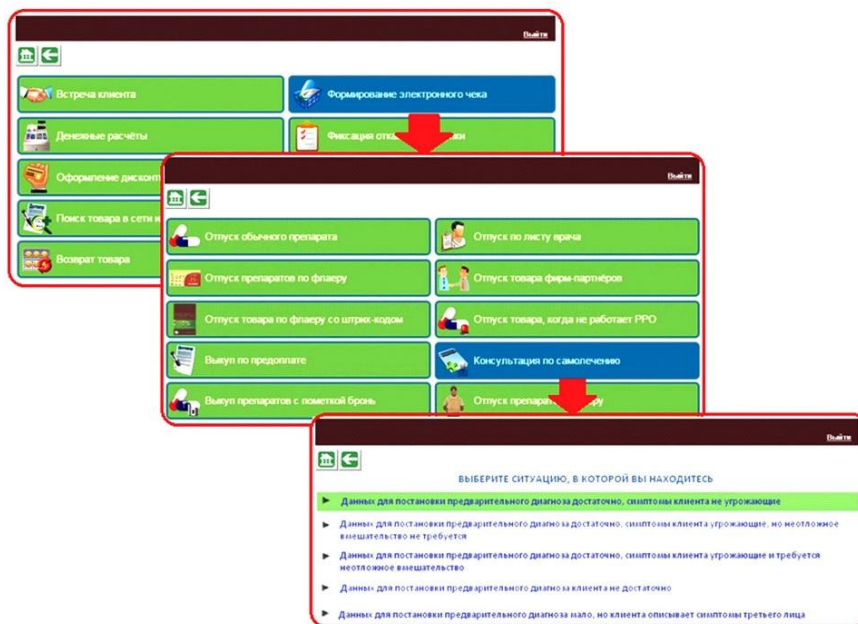 Выйти
Встреча клиента
Формирование электронного чека
Денежные расчёты
Фиксация
Оформление
Поиск товара в сети
Возврат товара
Выйти
Отпуск обычного препарата
Отпуск по листу врача
Отпуск препаратов по флаеру
Отпуск товара фирм-партнёров
Отпуск товара по флаеру со штрих-кодом
Отпуск товара, когда не работает РРО
Выкуп по предоплате
Консультация по самолечению
Выкуп препаратов с пометкой бронь
Отпуск
Выйти
ВЫБЕРИТЕ СИТУАЦИЮ, В КОТОРОЙ ВЫ НАХОДИТЕСЬ
Данных для постановки предварительного диагноза достаточно, симптомы клиента не угрожающие
Данных для постановки предварительного диагноза достаточно, симптомы клиента угрожающие, но неотложное
вмешательство не требуется
Данных для постановки предварительного диагноза достаточно, симптомы клиента угрожающие и требуется
неотложное вмешательство
Данных для постановки предварительного диагноза клиента не достаточно
Данных для постановки предварительного диагноза мало, но клиент описывает симптомы третьего лица